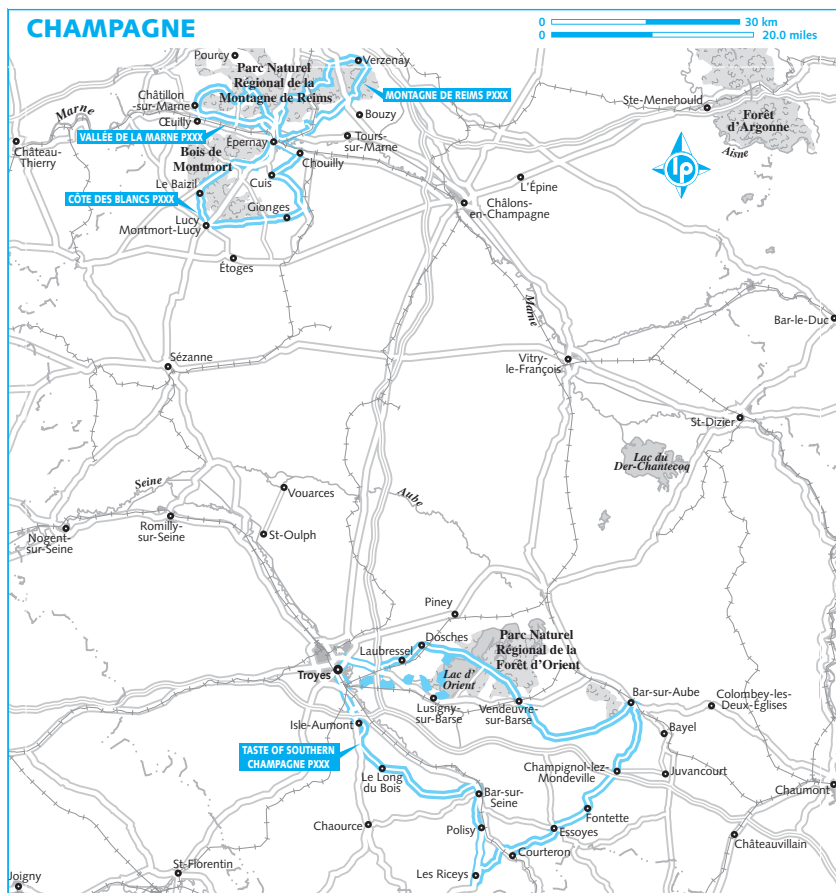 CHAMPAGNE
0 30 km
0 20.0 miles
Pourcy
Verzenay
Parc Naturel
Régional de la
Montagne de Reims
MONTAGNE DE REIMS PXXX
Châtillon
-sur-Marne
Marne
Œuilly
Bouzy
Ste-Menehould
Forêt
d'Argonne
Aisne
VALLÉE DE LA MARNE PXXX
Tours-
sur-Marne
Épernay
Château-
Thierry
Bois de
Montmort
Chouilly
lp
Cuis
L'Épine
Le Baizil
Châlons-
en-Champagne
CÔTE DES BLANCS PXXX
Gionges
Lucy
Montmort-Lucy
Étoges
Marne
Bar-le-Duc
Sézanne
Vitry-
le-François
St-Dizier
Lac du
Der-Chantecoq
Seine
Vouarces
Aube
Nogent-
sur-Seine
Romilly-
sur-Seine
St-Oulph
Piney
Dosches
Parc Naturel
Régional de la
Forêt d'Orient
Laubressel
Troyes
Lac d'
Orient
Lusigny-
sur-Barse
Vendeuvre-
sur-Barse
Bar-sur-Aube
Colombey-les-
Deux-Églises
Isle-Aumont
Bayel
TASTE OF SOUTHERN
CHAMPAGNE PXXX
Le Long
du Bois
Champignol-lez-
Mondeville
Juvancourt
Chaumont
Bar-sur-
Seine
Fontette
Chaource
Polisy
Essoyes
Châteauvillain
Courteron
St-Florentin
Les Riceys
Joigny